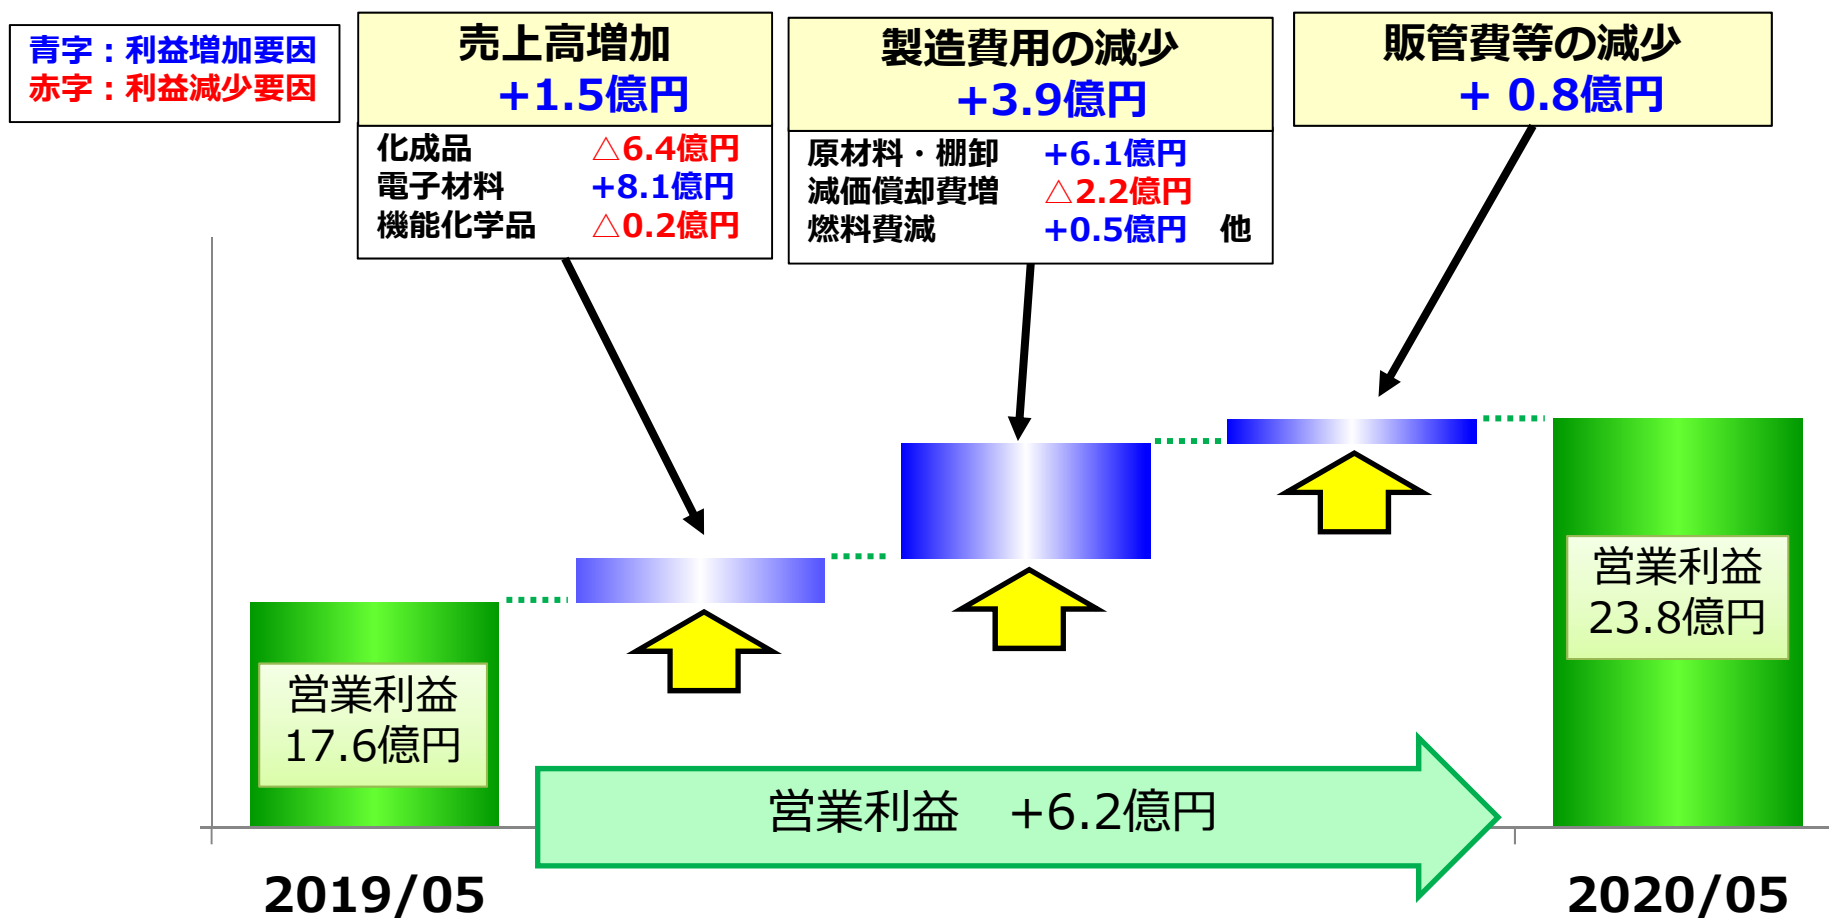 青字：利益増加要因
赤字：利益減少要因
売上高増加
+1.5億円
化成品 △6.4億円
電子材料 +8.1億円
機能化学品 △0.2億円
製造費用の減少
+3.9億円
原材料・棚卸 +6.1億円
減価償却費増 △2.2億円
燃料費減 +0.5億円 他
販管費等の減少
+ 0.8億円
営業利益
17.6億円
営業利益
23.8億円
営業利益 +6.2億円
2019/05
2020/05